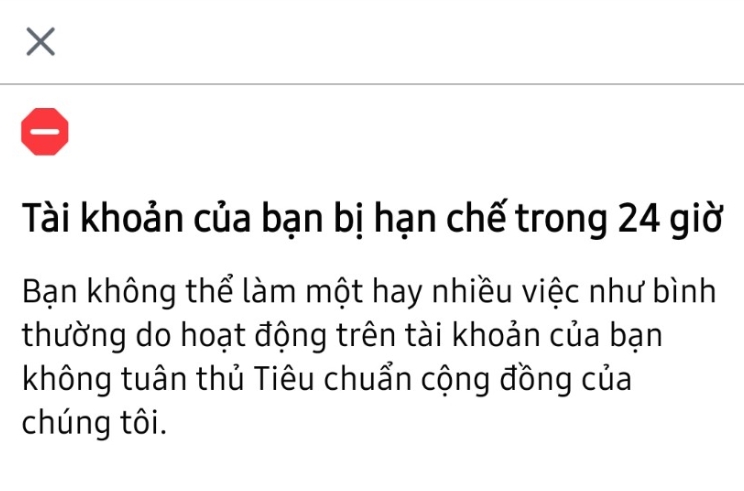 Tài khoản của bạn bị hạn chế trong 24 giờ
Bạn không thể làm một hay nhiều việc như bình
thường do hoạt động trên tài khoản của bạn
không tuân thủ Tiêu chuẩn cộng đồng của
chúng tôi.